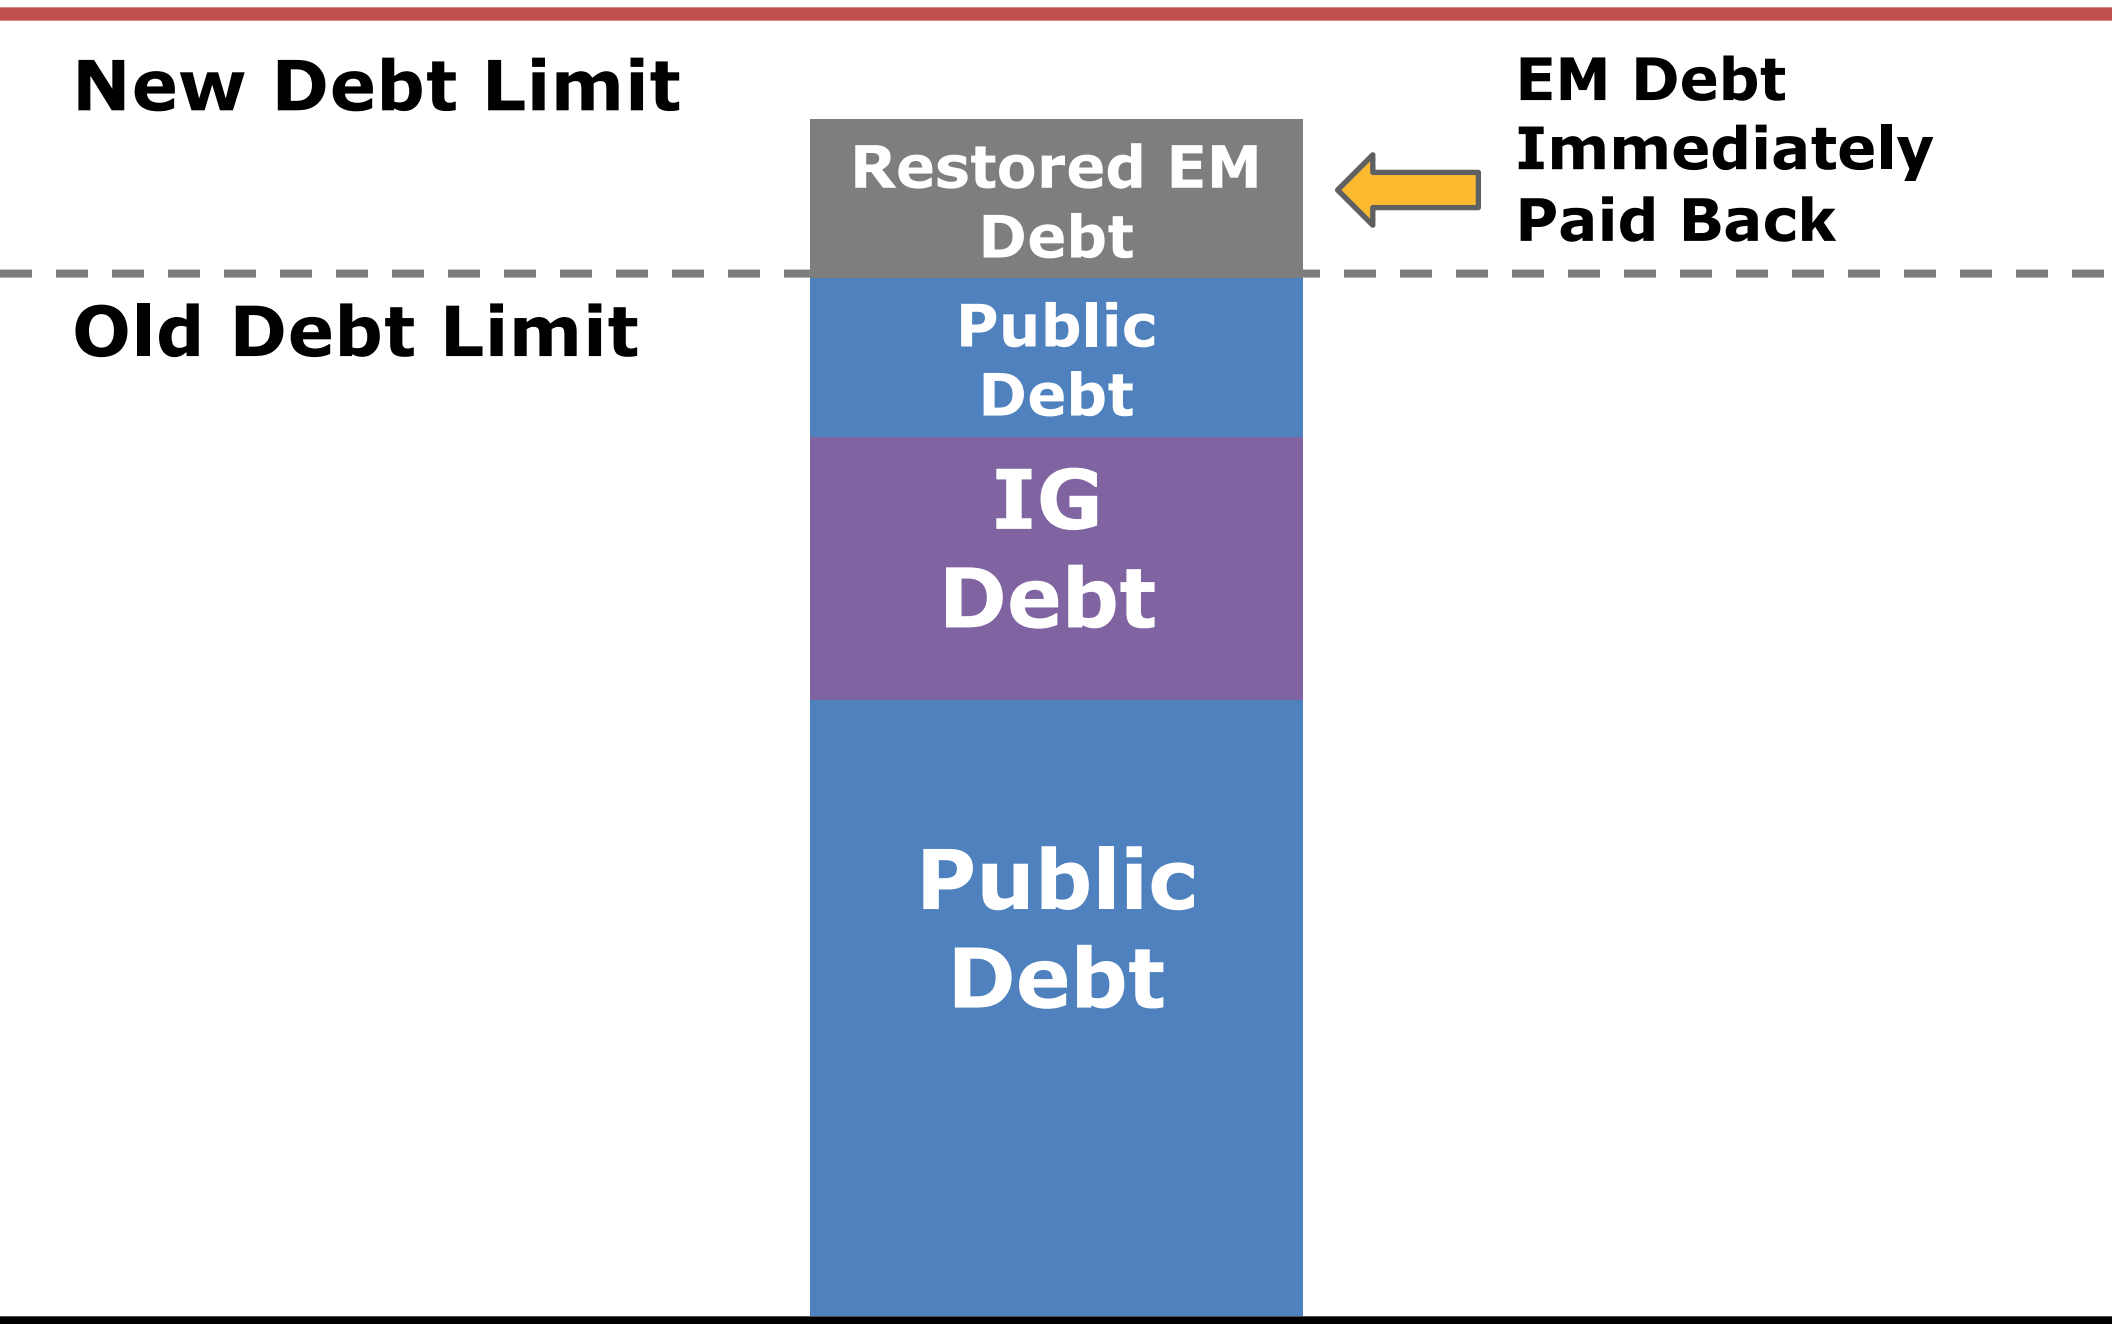 New Debt Limit
EM Debt
Immediately
Paid Back
Restored EM
Debt
Old Debt Limit
Public
Debt
IG
Debt
Public
Debt